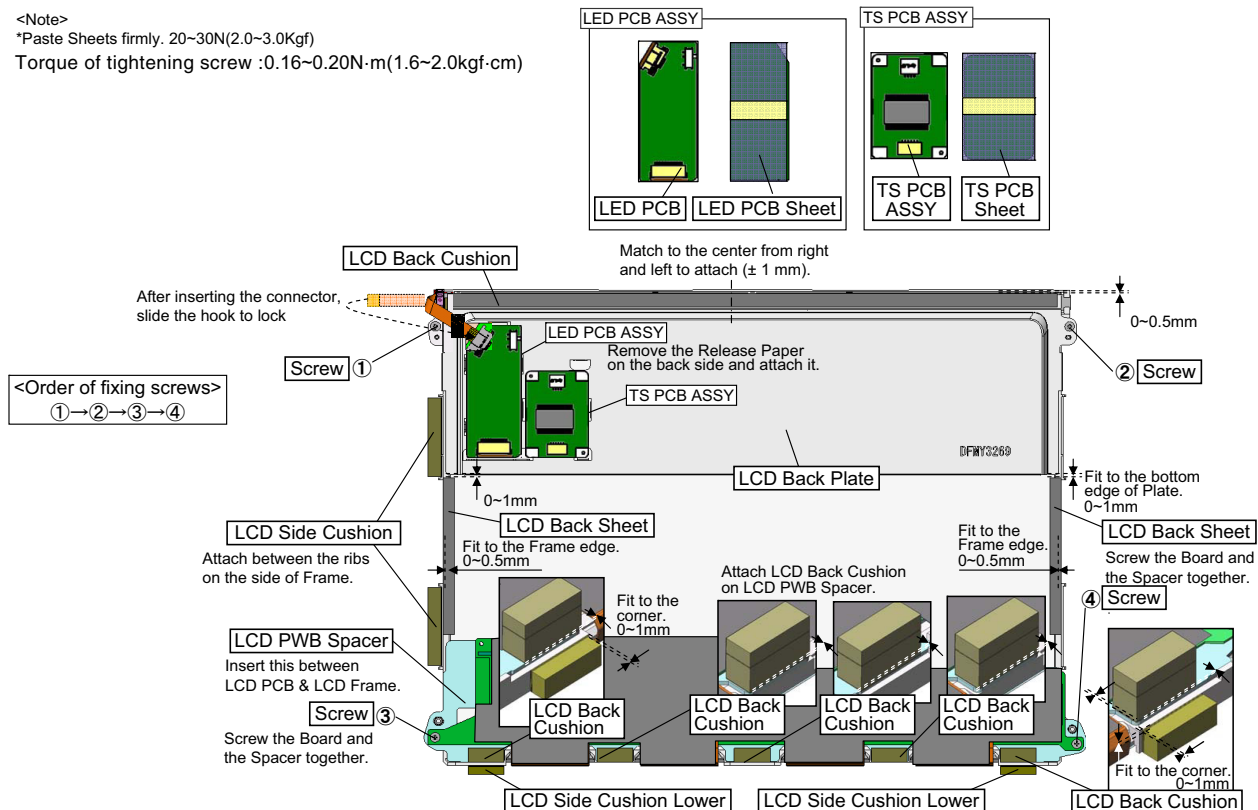 <Note>
*Paste Sheets firmly. 20~30N(2.0~3.0Kgf)
Torque of tightening screw :0.16~0.20N·m(1.6~2.0kgf·cm)
LED PCB ASSY
LED PCB
LED PCB Sheet
TS PCB ASSY
TS PCB
ASSY
TS PCB
Sheet
LCD Back Cushion
Match to the center from right
and left to attach (± 1 mm).
After inserting the connector,
slide the hook to lock
0~0.5mm
Screw ①
LED PCB ASSY
Remove the Release Paper
on the back side and attach it.
② Screw
<Order of fixing screws>
①→②→③→④
TS PCB ASSY
DFMY3269
LCD Back Plate
0~1mm
Fit to the bottom
edge of Plate.
0~1mm
LCD Side Cushion
Attach between the ribs
on the side of Frame.
LCD Back Sheet
Fit to the Frame edge.
0~0.5mm
Fit to the
Frame edge.
0~0.5mm
LCD Back Sheet
Screw the Board and
the Spacer together.
④ Screw
Attach LCD Back Cushion
on LCD PWB Spacer.
Fit to the
corner.
0~1mm
LCD PWB Spacer
Insert this between
LCD PCB & LCD Frame.
Screw ③
Screw the Board and
the Spacer together.
LCD Back
Cushion
LCD Back
Cushion
LCD Back
Cushion
LCD Back
Cushion
Fit to the corner.
0~1mm
LCD Side Cushion Lower
LCD Side Cushion Lower
LCD Back Cushion